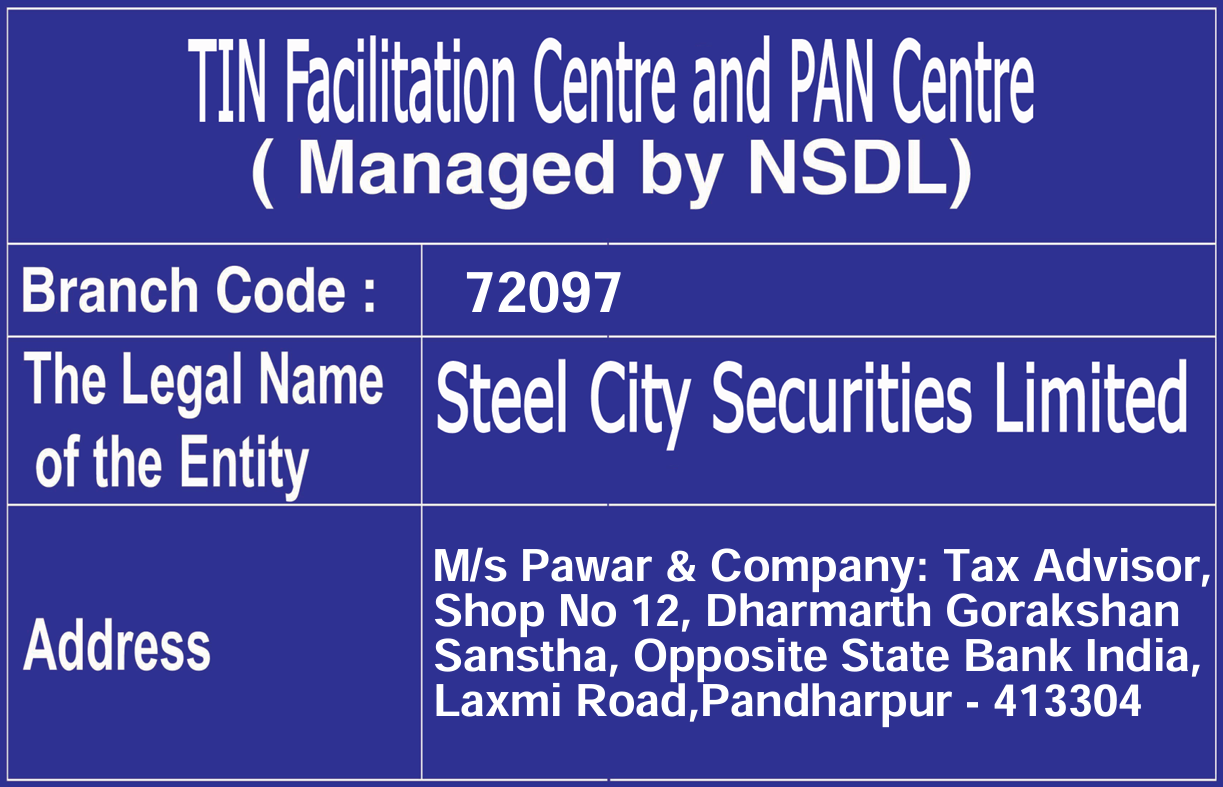 TIN Facilitation Centre and PAN Centre
( Managed by NSDL)
Branch Code :
72097
The Legal Name
of the Entity
Steel City Securities Limited
Address
M/s Pawar & Company: Tax Advisor,
Shop No 12, Dharmarth Gorakshan
Sanstha, Opposite State Bank India,
Laxmi Road,Pandharpur - 413304